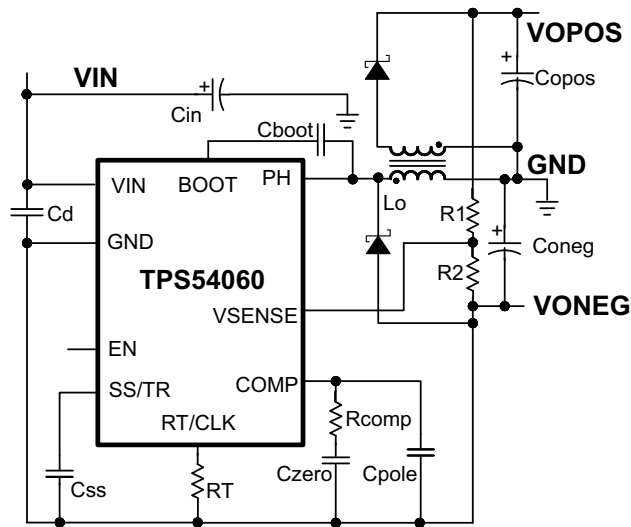 VOPOS
VIN
+
Copos
+
Cin
Cboot
GND
VIN
BOOT
PH
Lo
R1
Cd
GND
+
Coneg
TPS54060
R2
VSENSE
VONEG
EN
SS/TR
COMP
RT/CLK
Rcomp
Css
RT
Czero
Cpole